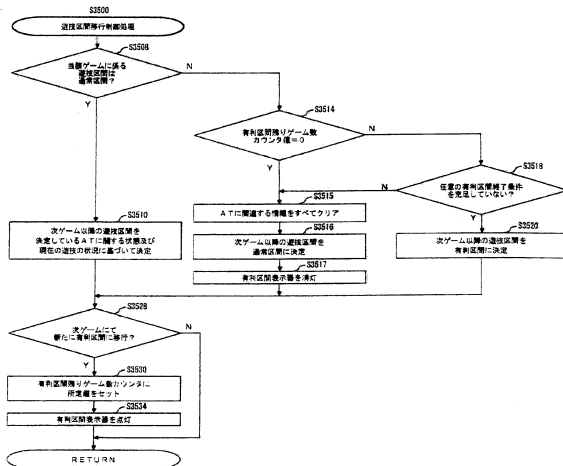 S3500
遊技区間移行制御処理
S3508
当該ゲームに係る
遊技区間は
通常区間?
N
Y
S3514
有利区間残りゲーム数
カウンタ値=0
N
Y
S3518
任意の有利区間終了条件
を充足していない?
N
Y
S3510
次ゲーム以降の遊技区間を
決定しているATに関する状態及び
現在の遊技の状況に基づいて決定
S3515
ATに関連する情報をすべてクリア
S3516
次ゲーム以降の遊技区間を
通常区間に決定
S3517
有利区間表示器を消灯
S3520
次ゲーム以降の遊技区間を
有利区間に決定
S3528
次ゲームにて
新たに有利区間に移行?
N
Y
S3530
有利区間残りゲーム数カウンタに
所定値をセット
S3534
有利区間表示器を点灯
RETURN